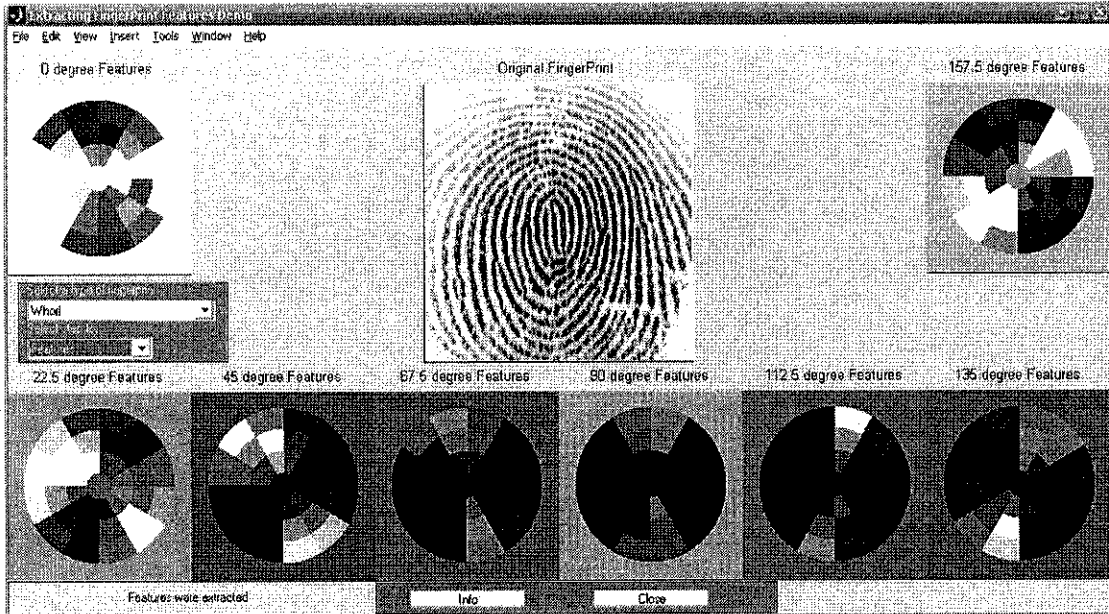 Extracting FingerPrint Features Demo
File Edit View Insert Tools Window Help
0 degree Features
Original FingerPrint
157.5 degree Features
Whorl
22.5 degree Features
45 degree Features
67.5 degree Features
90 degree Features
112.5 degree Features
135 degree Features
Features were extracted
Info
Close